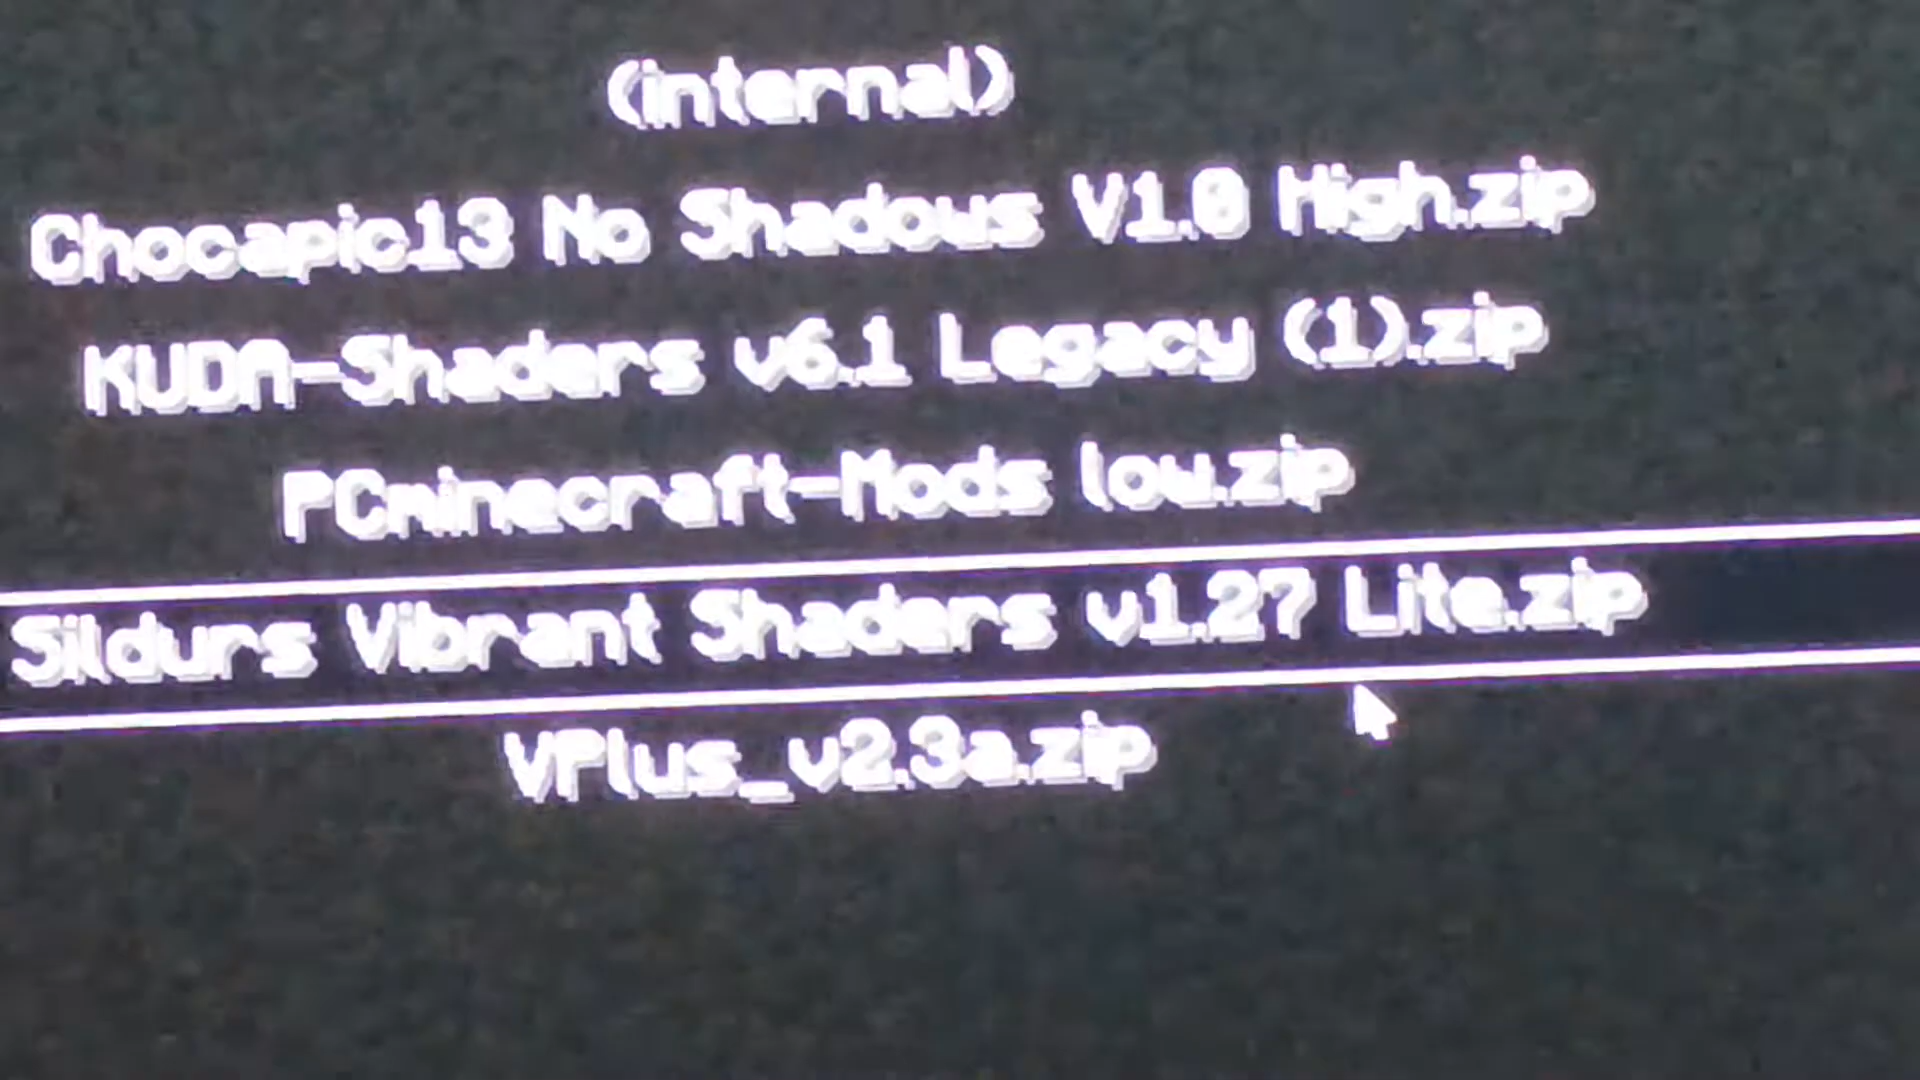 (internal)
Chocapic13 No Shadows V1.0 High.zip
KUDA-Shaders v6.1 Legacy (1).zip
PCminecraft-Mods low.zip
Sildurs Vibrant Shaders v1.27 Lite.zip
VPlus_v2.3a.zip